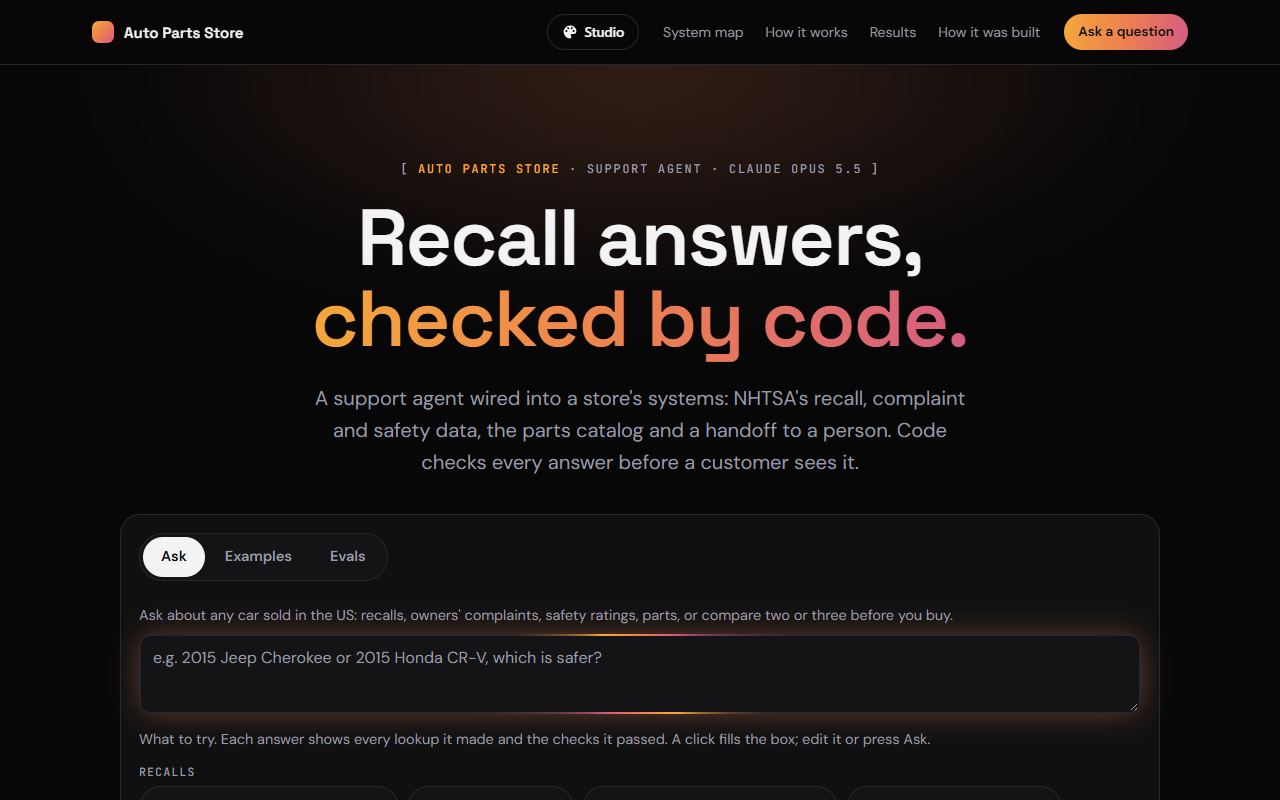 Auto Parts Store
Studio
System map
How it works
Results
How it was built
Ask a question
[ AUTO PARTS STORE · SUPPORT AGENT · CLAUDE OPUS 5.5 ]
Recall answers,
checked by code.
A support agent wired into a store's systems: NHTSA's recall, complaint
and safety data, the parts catalog and a handoff to a person. Code
checks every answer before a customer sees it.
Ask
Examples
Evals
Ask about any car sold in the US: recalls, owners' complaints, safety ratings, parts, or compare two or three before you buy.
e.g. 2015 Jeep Cherokee or 2015 Honda CR-V, which is safer?
What to try. Each answer shows every lookup it made and the checks it passed. A click fills the box; edit it or press Ask.
RECALLS